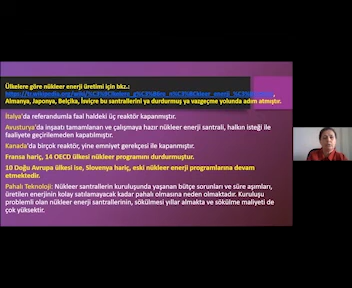 Ülkelere göre nükleer enerji üretimi için bkz.:
Almanya, Japonya, Belçika, İsviçre bu santrallerini ya durdurmuş ya vazgeçme yolunda adım atmıştır.
İtalya'da referandumla faal haldeki üç reaktör kapanmıştır.
Avusturya'da inşaatı tamamlanan ve çalışmaya hazır nükleer enerji santrali, halkın isteği ile
faaliyete geçirilemeden kapatılmıştır.
Kanada'da birçok reaktör, yine emniyet gerekçesi ile kapanmıştır.
Fransa hariç, 14 OECD ülkesi nükleer programını durdurmuştur.
10 Doğu Avrupa ülkesi ise, Slovenya hariç, eski nükleer enerji programlarına devam
etmektedir.
Pahalı Teknoloji: Nükleer santrallerin kuruluşunda yaşanan bütçe sorunları ve süre aşımları,
üretilen enerjinin kolay satılamayacak kadar pahalı olmasına neden olmaktadır. Kuruluşu
problemli olan nükleer enerji santrallerinin, sökülmesi yıllar almakta ve sökülme maliyeti de
çok yüksektir.